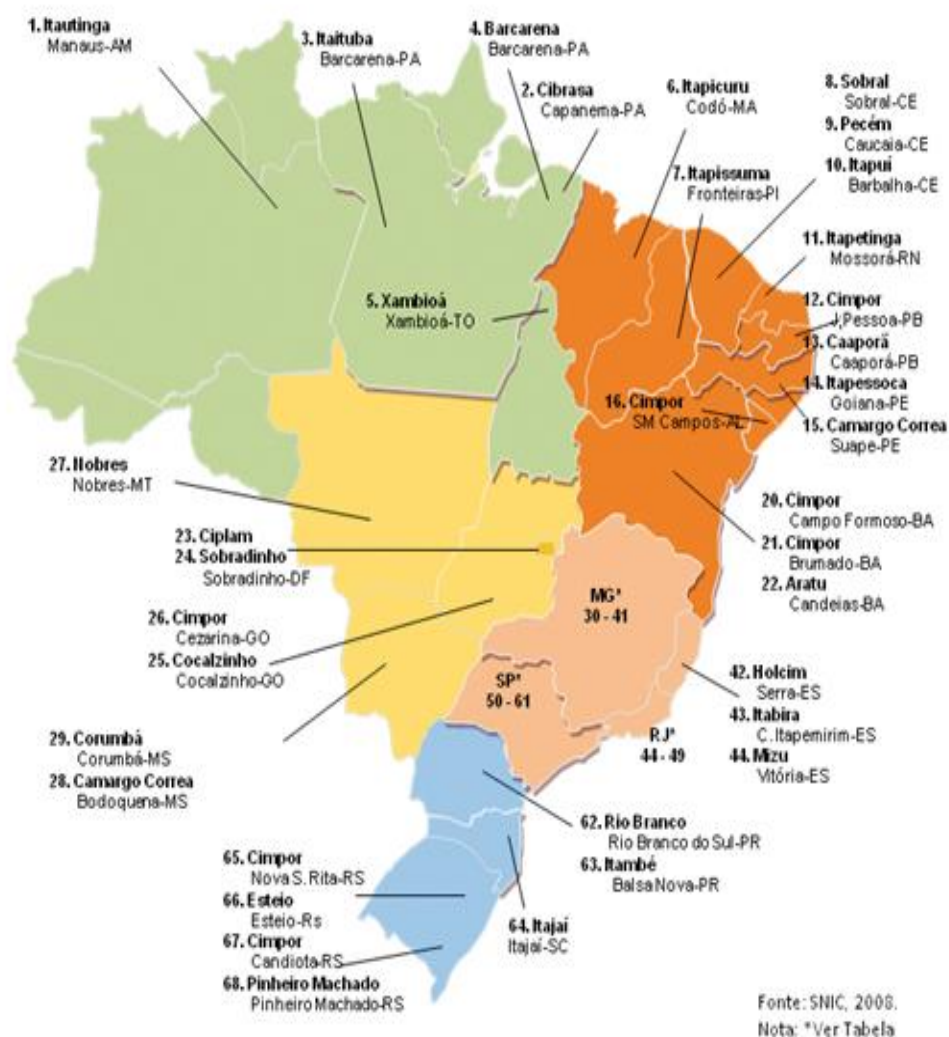 1. Itautinga
Manaus-AM
3. Itaituba
Barcarena-PA
4. Barcarena
Barcarena-PA
2. Cibrasa
Capanema-PA
6. Itapicuru
Codó-MA
7. Itapissuma
Fronteiras-PI
8. Sobral
Sobral-CE
9. Pecém
Caucaia-CE
10. Itapuí
Barbalha-CE
11. Itapetinga
Mossorá-RN
12. Cimpor
J,Pessoa-PB
13. Caaporã
Caaporá-PB
14. Itapessoca
Goiana-PE
15. Camargo Correa
Suape-PE
5. Xambioá
Xambioá-TO
16. Cimpor
SM Campos-AL
27. Nobres
Nobres-MT
23. Ciplam
24. Sobradinho
Sobradinho-DF
20. Cimpor
Campo Formoso-BA
21. Cimpor
Brumado-BA
22. Aratu
Candeias-BA
26. Cimpor
Cezarina-GO
25. Cocalzinho
Cocalzinho-GO
MG*
30 - 41
SP*
50 - 61
RJ*
44 - 49
42. Holcim
Serra-ES
43. Itabira
C. Itapemirim-ES
44. Mizu
Vitória-ES
29. Corumbá
Corumbá-MS
28. Camargo Correa
Bodoquena-MS
62. Rio Branco
Rio Branco do Sul-PR
63. Itambé
Balsa Nova-PR
65. Cimpor
Nova S. Rita-RS
66. Esteio
Esteio-Rs
67. Cimpor
Candiota-RS
68. Pinheiro Machado
Pinheiro Machado-RS
64. Itajaí
Itajaí-SC
Fonte: SNIC, 2008.
Nota: *Ver Tabela